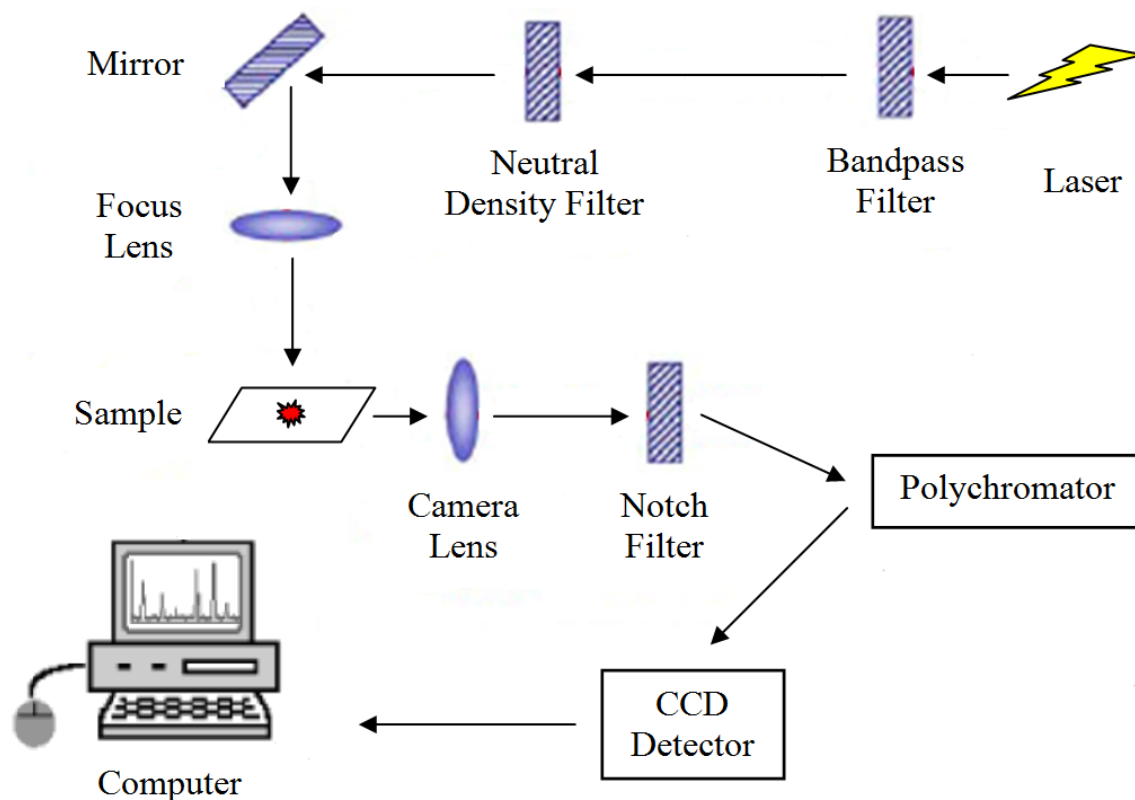 Mirror
Neutral
Density Filter
Bandpass
Filter
Laser
Focus
Lens
Sample
Camera
Lens
Notch
Filter
Polychromator
CCD
Detector
Computer